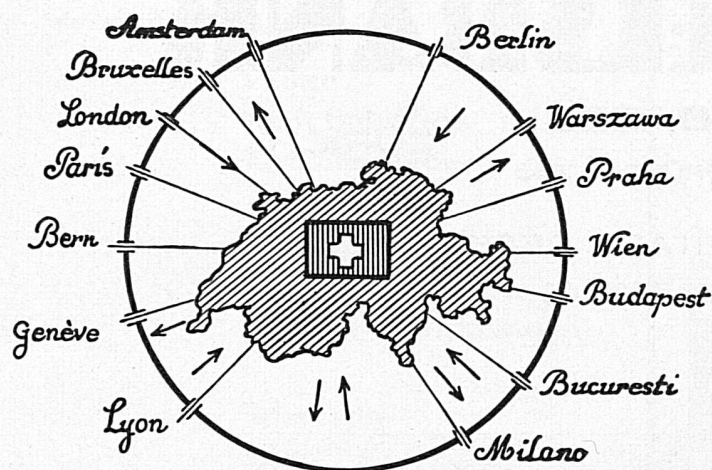 Amsterdam
Berlin
Bruxelles
London
Warszawa
Paris
Praha
Bern
Wien
Budapest
Genève
Bucuresti
Lyon
Milano